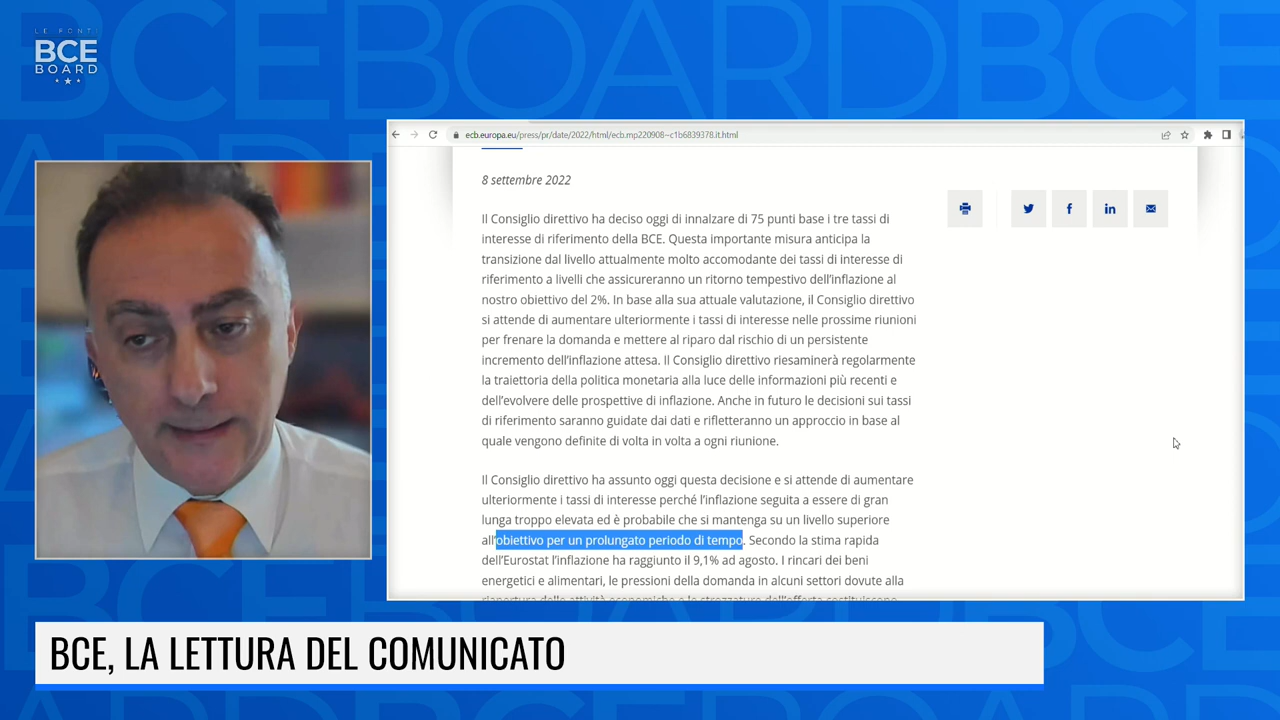 LE FONTI
BCE
BOARD
ecb.europa.eu/press/pr/date/2022/html/ecb.mp220908~c1b6839378.it.html
8 settembre 2022
Il Consiglio direttivo ha deciso oggi di innalzare di 75 punti base i tre tassi di
interesse di riferimento della BCE. Questa importante misura anticipa la
transizione dal livello attualmente molto accomodante dei tassi di interesse di
riferimento a livelli che assicureranno un ritorno tempestivo dell'inflazione al
nostro obiettivo del 2%. In base alla sua attuale valutazione, il Consiglio direttivo
si attende di aumentare ulteriormente i tassi di interesse nelle prossime riunioni
per frenare la domanda e mettere al riparo dal rischio di un persistente
incremento dell'inflazione attesa. Il Consiglio direttivo riesaminerà regolarmente
la traiettoria della politica monetaria alla luce delle informazioni più recenti e
dell'evolvere delle prospettive di inflazione. Anche in futuro le decisioni sui tassi
di riferimento saranno guidate dai dati e rifletteranno un approccio in base al
quale vengono definite di volta in volta a ogni riunione.
Il Consiglio direttivo ha assunto oggi questa decisione e si attende di aumentare
ulteriormente i tassi di interesse perché l'inflazione seguita a essere di gran
lunga troppo elevata ed è probabile che si mantenga su un livello superiore
all'obiettivo per un prolungato periodo di tempo. Secondo la stima rapida
dell'Eurostat l'inflazione ha raggiunto il 9,1% ad agosto. I rincari dei beni
energetici e alimentari, le pressioni della domanda in alcuni settori dovute alla
riapertura delle attività economiche e le strozzature dell'offerta costituiscono
BCE, LA LETTURA DEL COMUNICATO